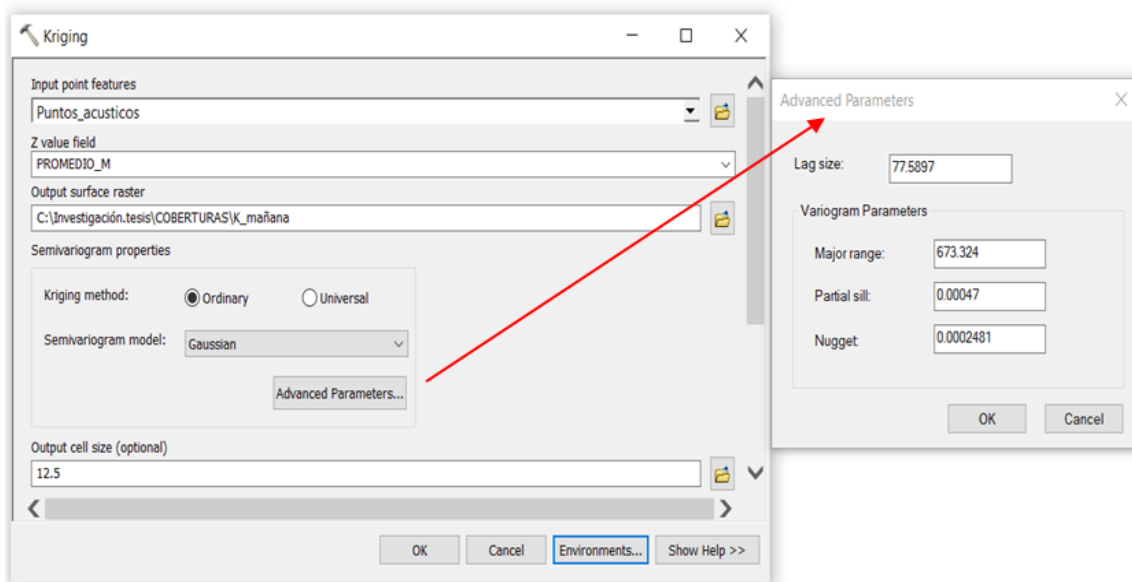 Kriging
Input point features
Puntos_acusticos
Z value field
PROMEDIO_M
Output surface raster
C:\Investigación.tesis\COBERTURAS\K_mañana
Semivariogram properties
Kriging method:
Ordinary
Universal
Semivariogram model:
Gaussian
Advanced Parameters...
Output cell size (optional)
12.5
OK
Cancel
Environments...
Show Help >>
Advanced Parameters
Lag size:
77.5897
Variogram Parameters
Major range:
673.324
Partial sill:
0.00047
Nugget:
0.0002481
OK
Cancel